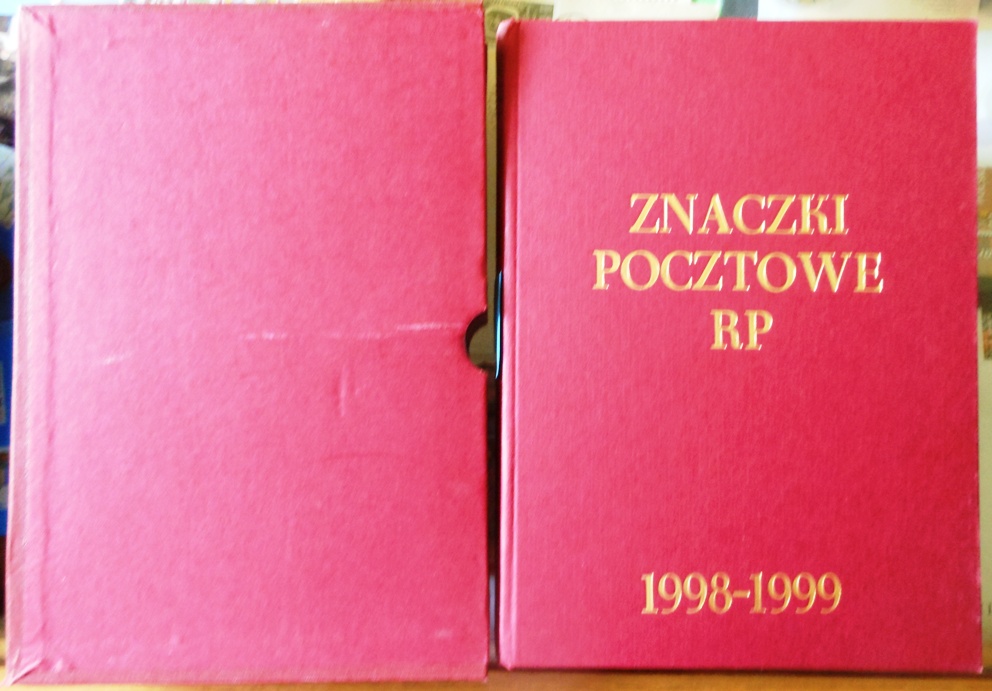 ZNACZKI
POCZTOWE
RP
1998-1999